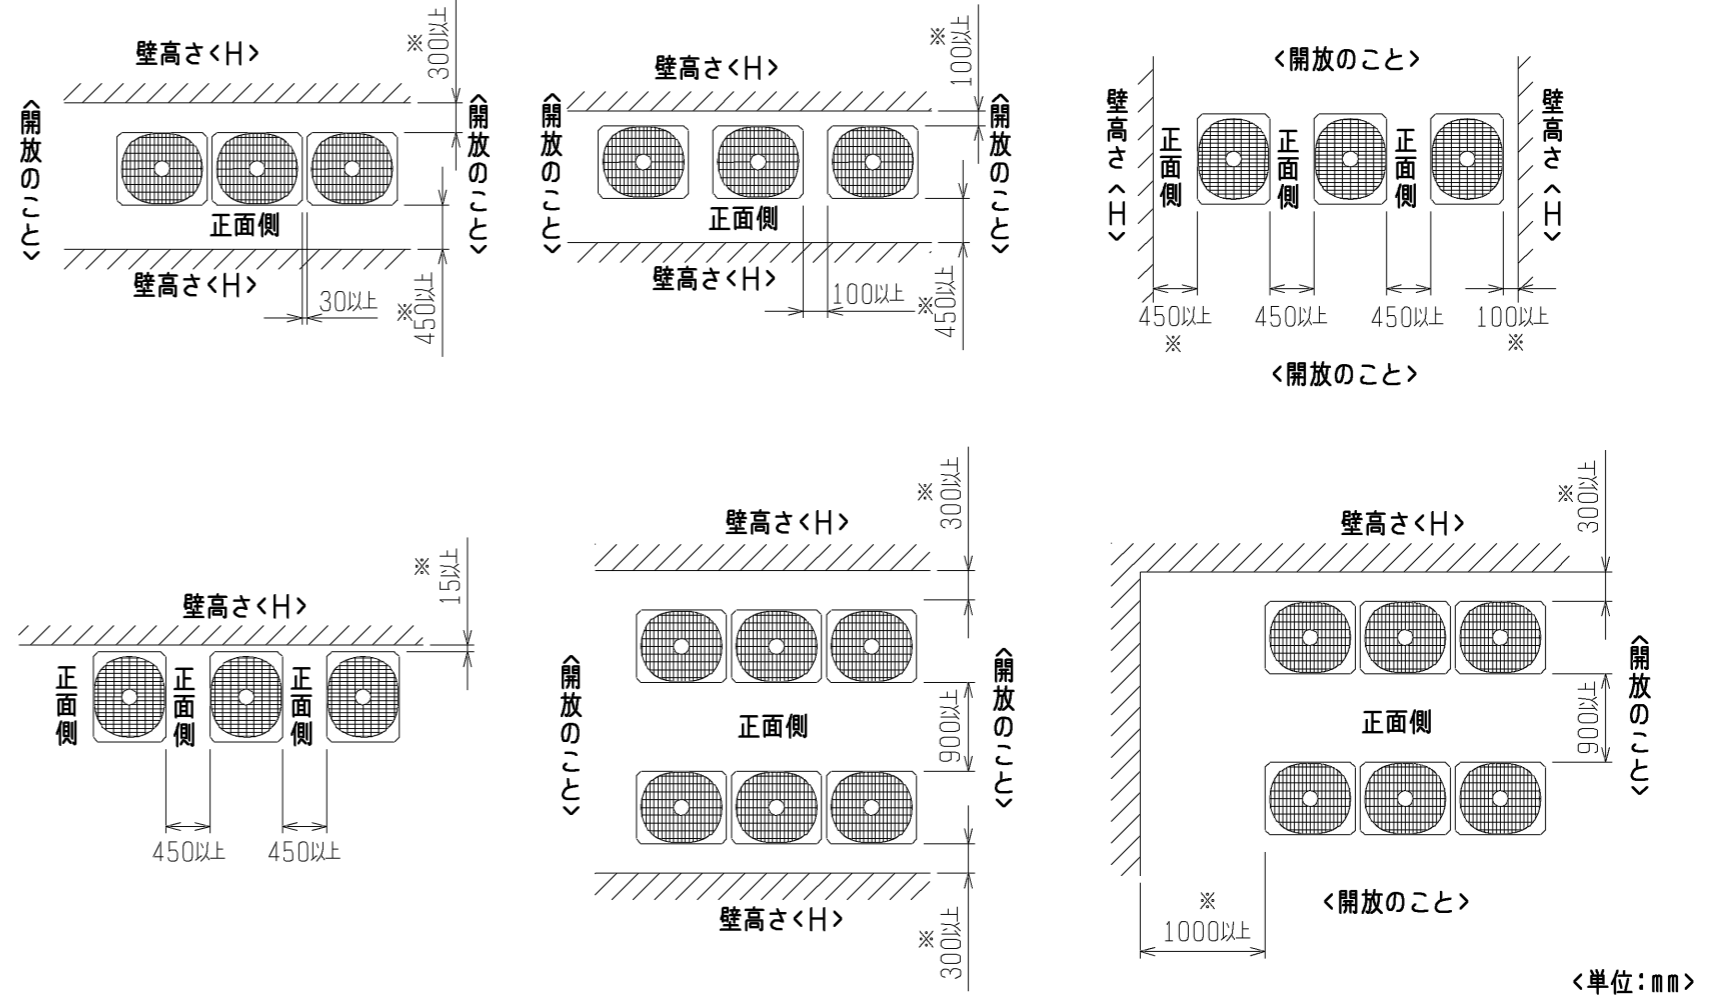 壁高さ<H>
※
300以上
<開放のこと>
<開放のこと>
正面側
壁高さ<H>
30以上
※
450以上
壁高さ<H>
※
100以上
<開放のこと>
<開放のこと>
正面側
壁高さ<H>
100以上
※
450以上
<開放のこと>
壁高さ<H>
正面側
正面側
正面側
壁高さ<H>
450以上
450以上
450以上
100以上
※
※
<開放のこと>
※
15以上
壁高さ<H>
正面側
正面側
正面側
450以上
450以上
※
300以上
壁高さ<H>
<開放のこと>
<開放のこと>
正面側
900以上
壁高さ<H>
※
300以上
※
300以上
壁高さ<H>
<開放のこと>
正面側
900以上
※
1000以上
<開放のこと>
<単位:mm>